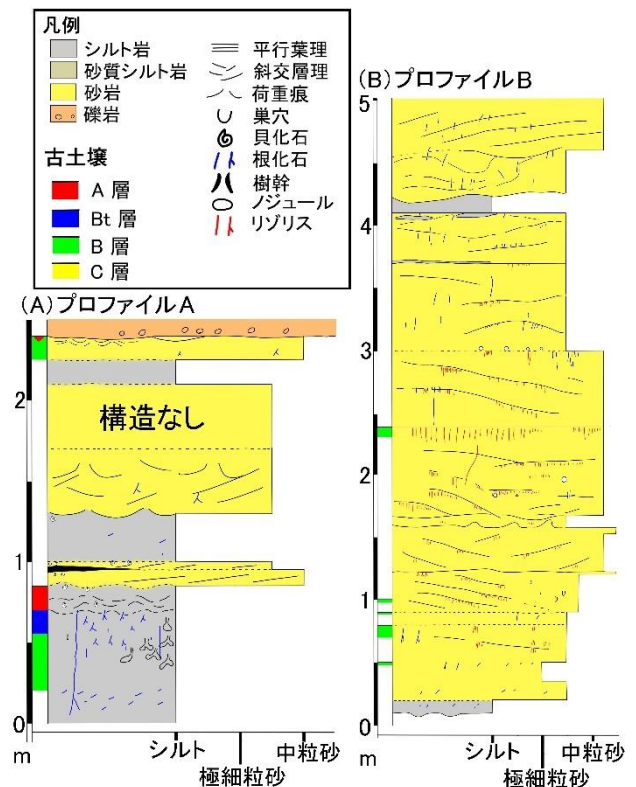 凡例
シルト岩
砂質シルト岩
砂岩
礫岩
古土壌
A 層
Bt 層
B 層
C 層
平行葉理
斜交層理
荷重痕
巣穴
貝化石
根化石
樹幹
ノジュール
リゾリス
(A)プロファイルA
2
1
0
m
構造なし
シルト
極細粒砂
中粒砂
(B)プロファイルB
5
4
3
2
1
0
m
シルト
極細粒砂
中粒砂